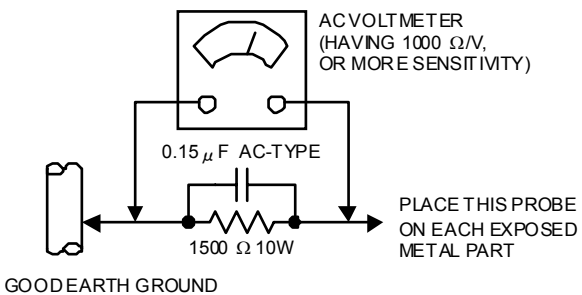 AC VOLTMETER
(HAVING 1000 Ω/V,
OR MORE SENSITIVITY)
0.15 μF AC-TYPE
1500 Ω 10W
PLACE THIS PROBE
ON EACH EXPOSED
METAL PART
GOOD EARTH GROUND